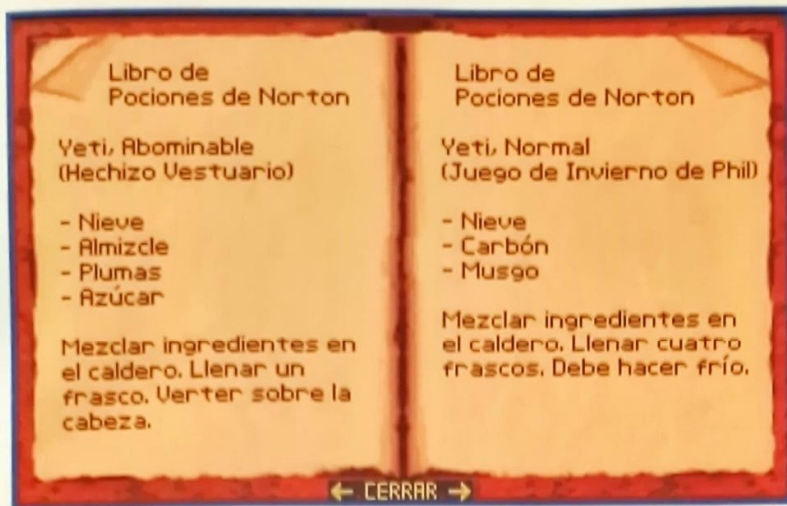 Libro de
Pociones de Norton
Yeti, Abominable
(Hechizo Vestuario)
- Nieve
- Almizcle
- Plumas
- Azúcar
Mezclar ingredientes en
el caldero. Llenar un
frasco. Verter sobre la
cabeza.
Libro de
Pociones de Norton
Yeti, Normal
(Juego de Invierno de Phil)
- Nieve
- Carbón
- Musgo
Mezclar ingredientes en
el caldero. Llenar cuatro
frascos. Debe hacer frío.
← CERRAR →